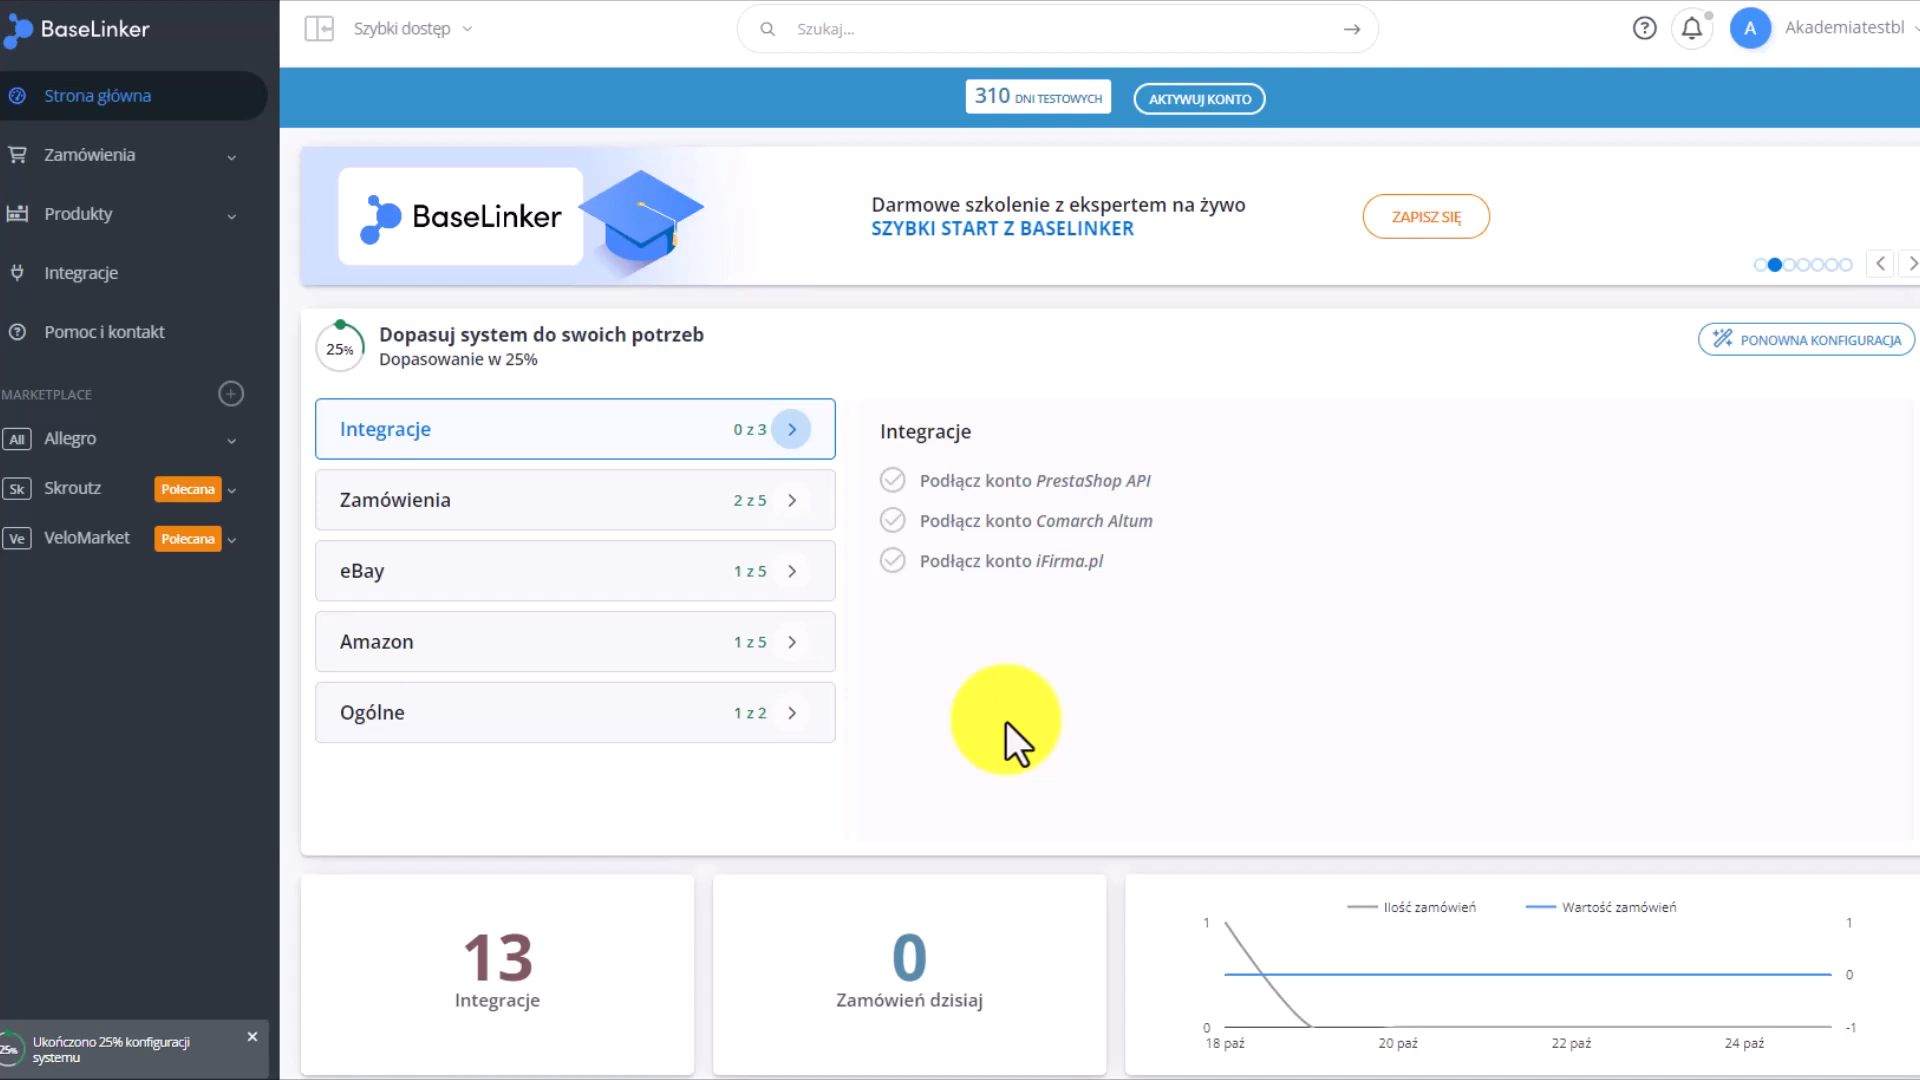 BaseLinker
Szybki dostęp
Szukaj...
A
Akademiatestbl
Strona główna
Zamówienia
Produkty
Integracje
Pomoc i kontakt
MARKETPLACE
All Allegro
Sk Skroutz Polecana
Ve VeloMarket Polecana
25%
Ukończono 25% konfiguracji
systemu
310 DNI TESTOWYCH
AKTYWUJ KONTO
BaseLinker
Darmowe szkolenie z ekspertem na żywo
SZYBKI START Z BASELINKER
ZAPISZ SIĘ
25%
Dopasuj system do swoich potrzeb
Dopasowanie w 25%
PONOWNA KONFIGURACJA
Integracje 0 z 3
Zamówienia 2 z 5
eBay 1 z 5
Amazon 1 z 5
Ogólne 1 z 2
Integracje
Podłącz konto PrestaShop API
Podłącz konto Comarch Altum
Podłącz konto iFirma.pl
13
Integracje
0
Zamówień dzisiaj
Ilość zamówień Wartość zamówień
1 1
0
0 -1
18 paź 20 paź 22 paź 24 paź